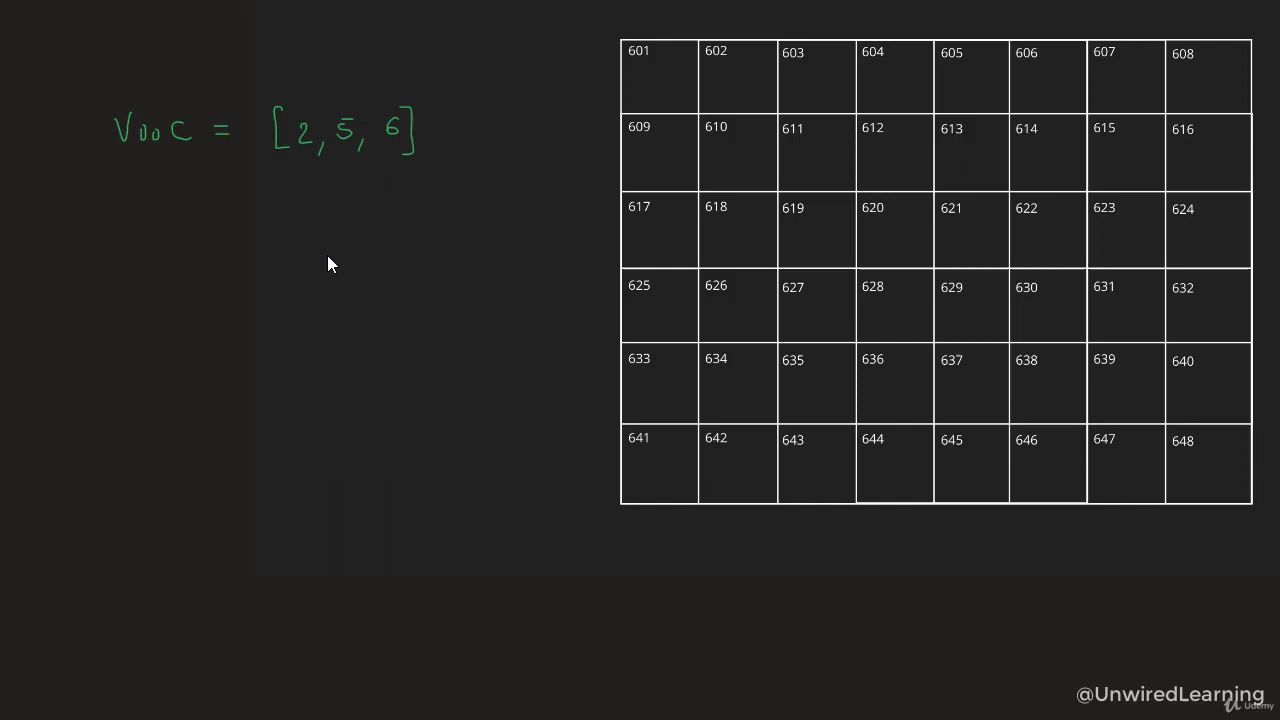 Vooc = [2, 5, 6]
601 602 603 604 605 606 607 608
609 610 611 612 613 614 615 616
617 618 619 620 621 622 623 624
625 626 627 628 629 630 631 632
633 634 635 636 637 638 639 640
641 642 643 644 645 646 647 648
@UnwiredLearning
Udemy